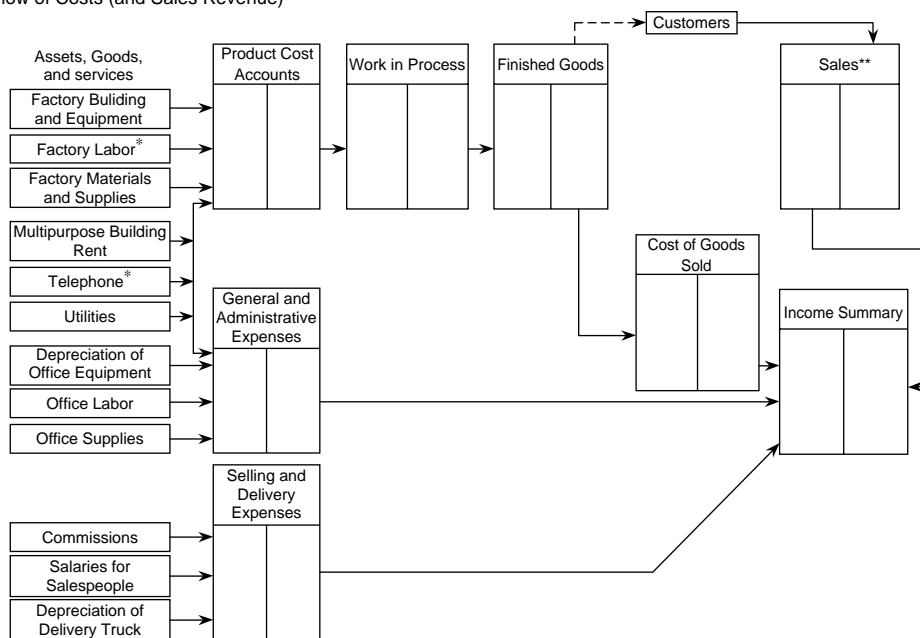 Flow of Costs (and Sales Revenue)
Customers
Assets, Goods,
and services
Product Cost
Accounts
Work in Process
Finished Goods
Sales**
Factory Buliding
and Equipment
Factory Labor*
Factory Materials
and Supplies
Multipurpose Building
Rent
Telephone*
Utilities
Cost of Goods
Sold
General and
Administrative
Expenses
Income Summary
Depreciation of
Office Equipment
Office Labor
Office Supplies
Selling and
Delivery
Expenses
Commissions
Salaries for
Salespeople
Depreciation of
Delivery Truck